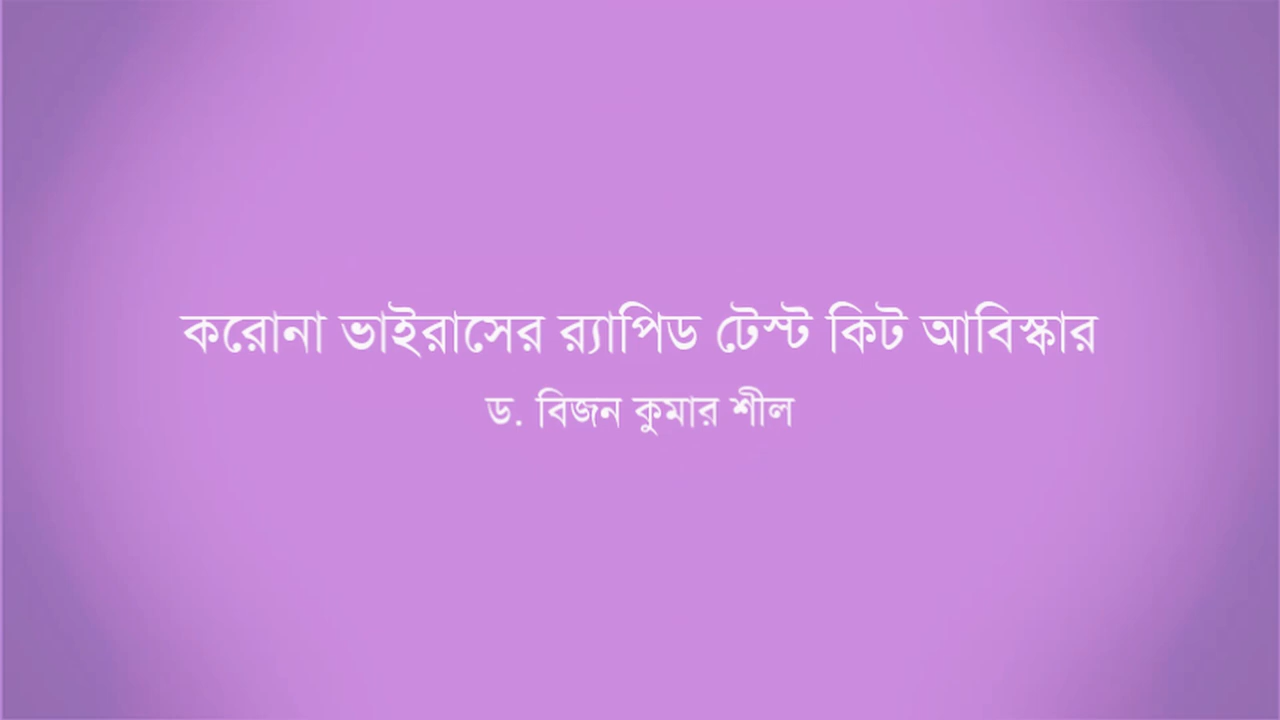 করোনা ভাইরাসের র‍্যাপিড টেস্ট কিট আবিস্কার
ড. বিজন কুমার শীল